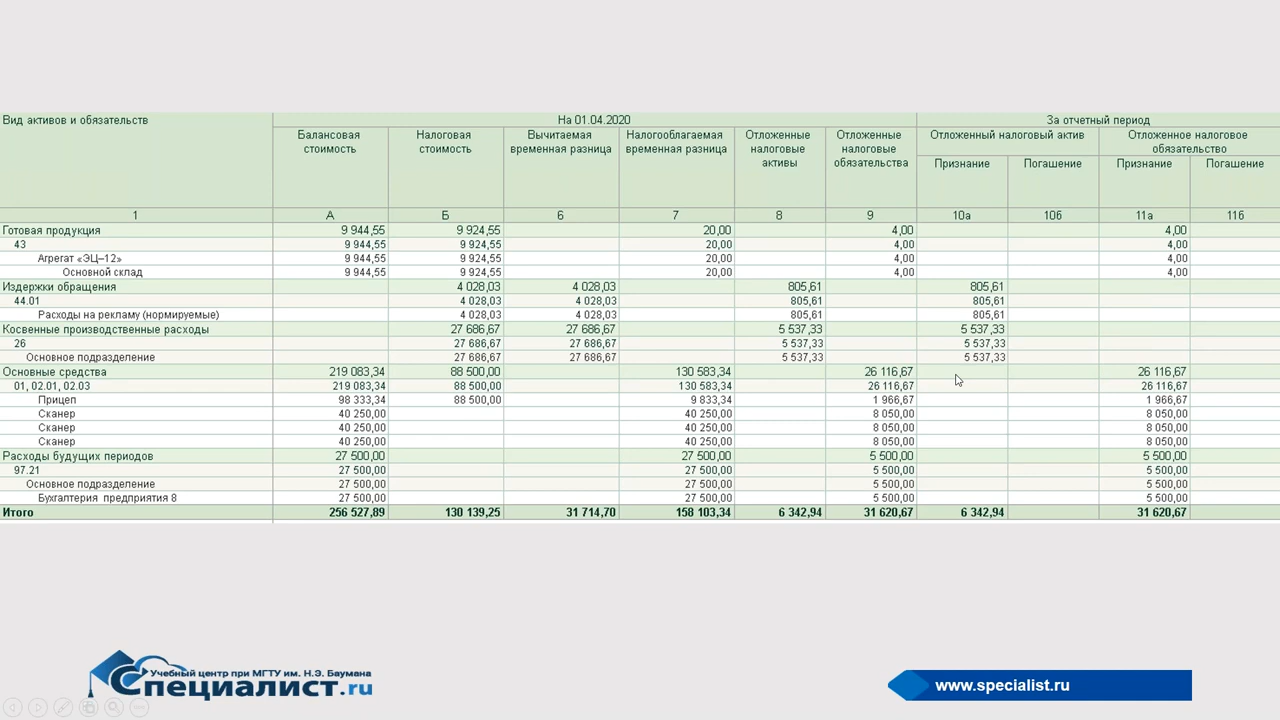 Вид активов и обязательств На 01.04.2020 За отчетный период
Балансовая стоимость Налоговая стоимость Вычитаемая временная разница Налогооблагаемая временная разница Отложенные налоговые активы Отложенные налоговые обязательства Отложенный налоговый актив Отложенное налоговое обязательство
Признание Погашение Признание Погашение
1 А Б 6 7 8 9 10а 10б 11а 11б
Готовая продукция 9 944,55 9 924,55 20,00 4,00 4,00
43 9 944,55 9 924,55 20,00 4,00 4,00
Агрегат «ЭЦ–12» 9 944,55 9 924,55 20,00 4,00 4,00
Основной склад 9 944,55 9 924,55 20,00 4,00 4,00
Издержки обращения 4 028,03 4 028,03 805,61 805,61
44.01 4 028,03 4 028,03 805,61 805,61
Расходы на рекламу (нормируемые) 4 028,03 4 028,03 805,61 805,61
Косвенные производственные расходы 27 686,67 27 686,67 5 537,33 5 537,33
26 27 686,67 27 686,67 5 537,33 5 537,33
Основное подразделение 27 686,67 27 686,67 5 537,33 5 537,33
Основные средства 219 083,34 88 500,00 130 583,34 26 116,67 26 116,67
01, 02.01, 02.03 219 083,34 88 500,00 130 583,34 26 116,67 26 116,67
Прицеп 98 333,34 88 500,00 9 833,34 1 966,67 1 966,67
Сканер 40 250,00 40 250,00 8 050,00 8 050,00
Сканер 40 250,00 40 250,00 8 050,00 8 050,00
Сканер 40 250,00 40 250,00 8 050,00 8 050,00
Расходы будущих периодов 27 500,00 27 500,00 5 500,00 5 500,00
97.21 27 500,00 27 500,00 5 500,00 5 500,00
Основное подразделение 27 500,00 27 500,00 5 500,00 5 500,00
Бухгалтерия предприятия 8 27 500,00 27 500,00 5 500,00 5 500,00
Итого 256 527,89 130 139,25 31 714,70 158 103,34 6 342,94 31 620,67 6 342,94 31 620,67
Учебный центр при МГТУ им. Н.Э. Баумана
Специалист.ru
www.specialist.ru